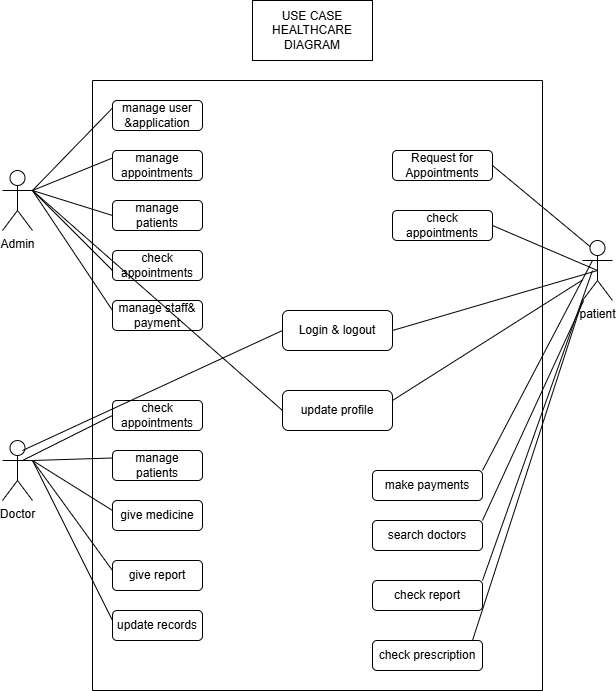 USE CASE
HEALTHCARE
DIAGRAM
manage user
&application
manage
appointments
manage
patients
check
appointments
manage staff&
payment
Admin
Request for
Appointments
check
appointments
patient
Login & logout
update profile
check
appointments
manage
patients
give medicine
give report
update records
Doctor
make payments
search doctors
check report
check prescription